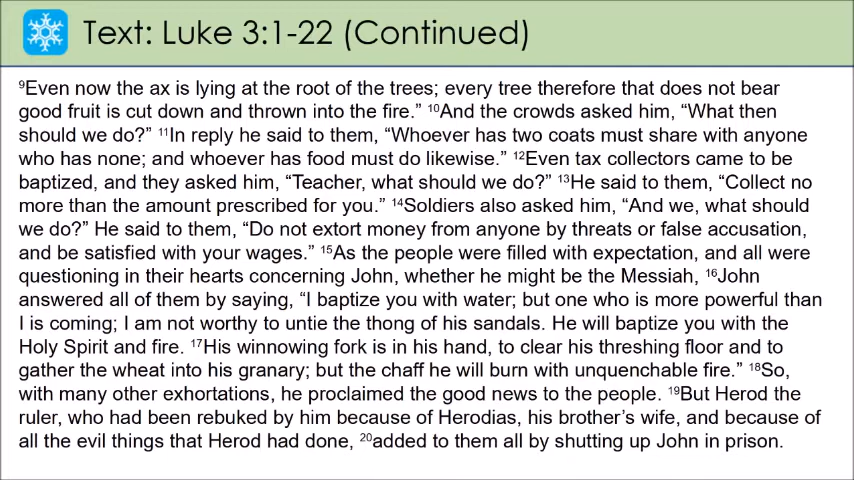 Text: Luke 3:1-22 (Continued)
⁹Even now the ax is lying at the root of the trees; every tree therefore that does not bear
good fruit is cut down and thrown into the fire.” ¹⁰And the crowds asked him, “What then
should we do?” ¹¹In reply he said to them, “Whoever has two coats must share with anyone
who has none; and whoever has food must do likewise.” ¹²Even tax collectors came to be
baptized, and they asked him, “Teacher, what should we do?” ¹³He said to them, “Collect no
more than the amount prescribed for you.” ¹⁴Soldiers also asked him, “And we, what should
we do?” He said to them, “Do not extort money from anyone by threats or false accusation,
and be satisfied with your wages.” ¹⁵As the people were filled with expectation, and all were
questioning in their hearts concerning John, whether he might be the Messiah, ¹⁶John
answered all of them by saying, “I baptize you with water; but one who is more powerful than
I is coming; I am not worthy to untie the thong of his sandals. He will baptize you with the
Holy Spirit and fire. ¹⁷His winnowing fork is in his hand, to clear his threshing floor and to
gather the wheat into his granary; but the chaff he will burn with unquenchable fire.” ¹⁸So,
with many other exhortations, he proclaimed the good news to the people. ¹⁹But Herod the
ruler, who had been rebuked by him because of Herodias, his brother’s wife, and because of
all the evil things that Herod had done, ²⁰added to them all by shutting up John in prison.